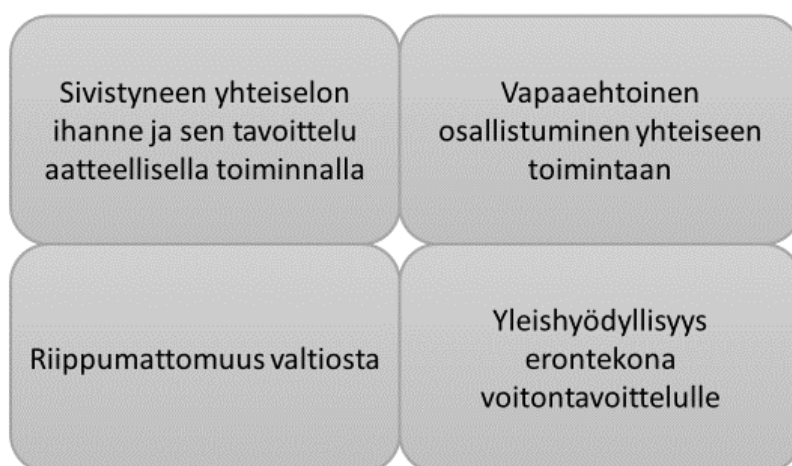 Sivistyneen yhteiselon
ihanne ja sen tavoittelu
aatteellisella toiminnalla
Vapaaehtoinen
osallistuminen yhteiseen
toimintaan
Riippumattomuus valtiosta
Yleishyödyllisyys
erontekona
voitontavoittelulle